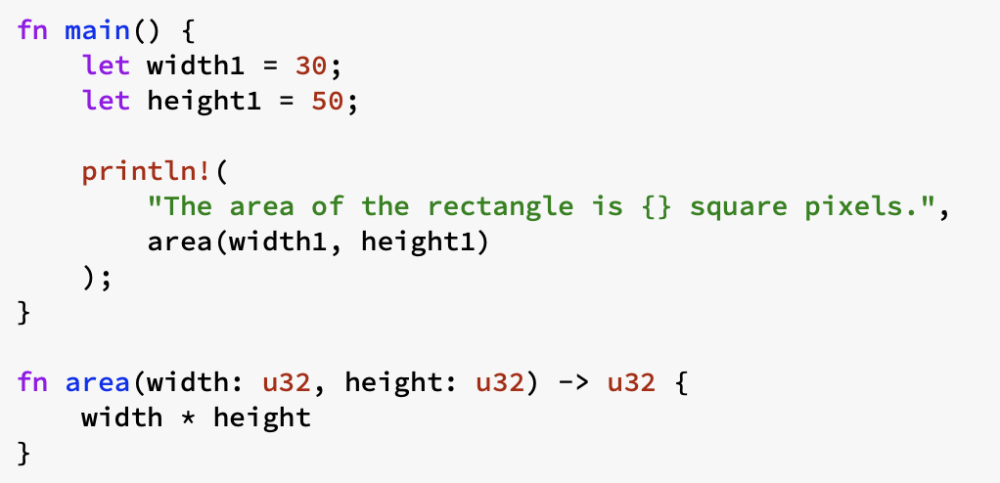 fn main() {
    let width1 = 30;
    let height1 = 50;

    println!(
        "The area of the rectangle is {} square pixels.",
        area(width1, height1)
    );
}

fn area(width: u32, height: u32) -> u32 {
    width * height
}